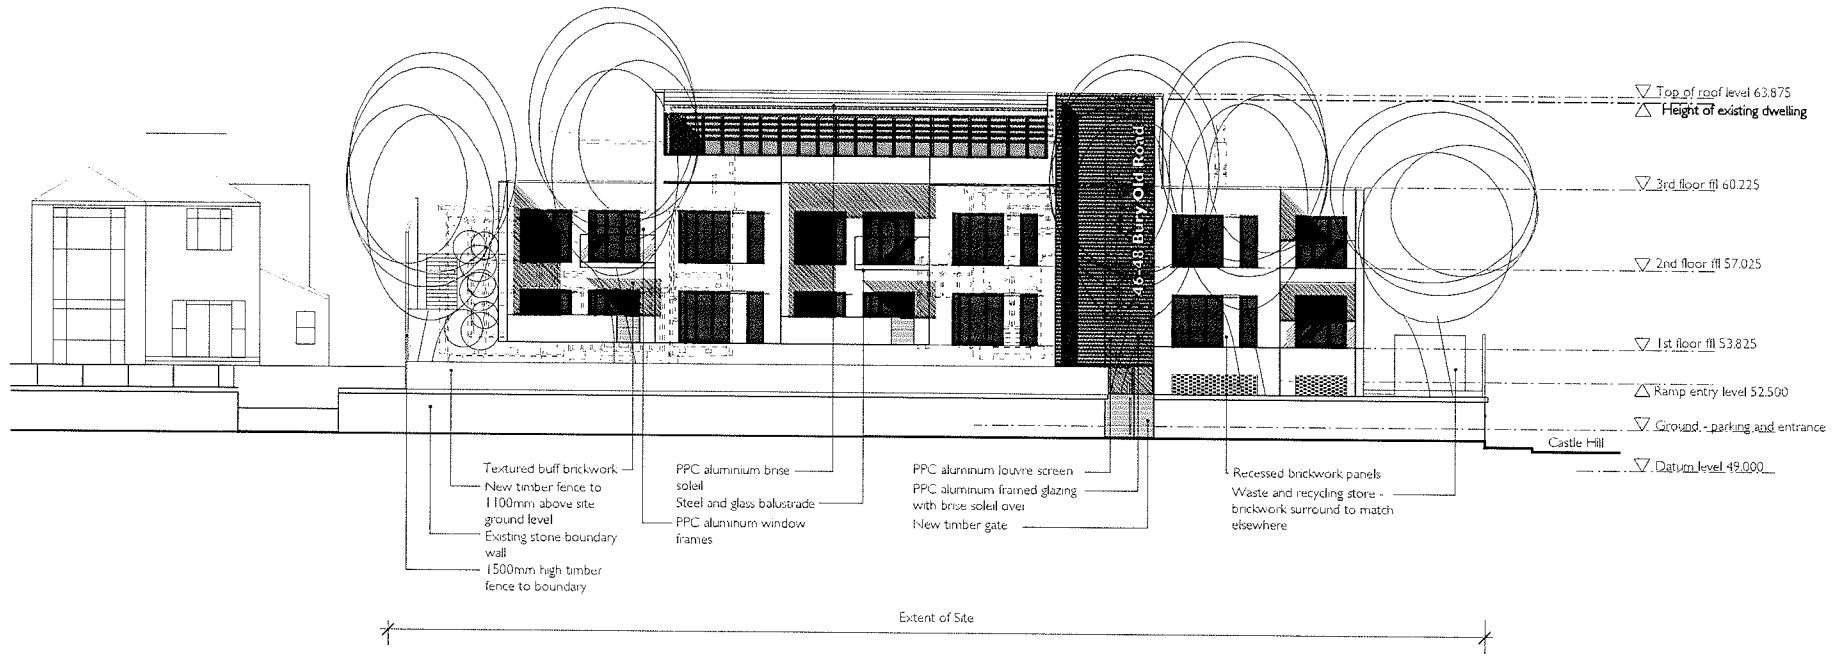 46-48 Bury Old Road
Top of roof level 63.875
Height of existing dwelling
3rd floor ffl 60.225
2nd floor ffl 57.025
1st floor ffl 53.825
Ramp entry level 52.500
Ground - parking and entrance
Castle Hill
Datum level 49.000
Textured buff brickwork
New timber fence to
1100mm above site
ground level
Existing stone boundary
wall
1500mm high timber
fence to boundary
PPC aluminium brise
soleil
Steel and glass balustrade
PPC aluminum window
frames
PPC aluminum louvre screen
PPC aluminum framed glazing
with brise soleil over
New timber gate
Recessed brickwork panels
Waste and recycling store -
brickwork surround to match
elsewhere
Extent of Site